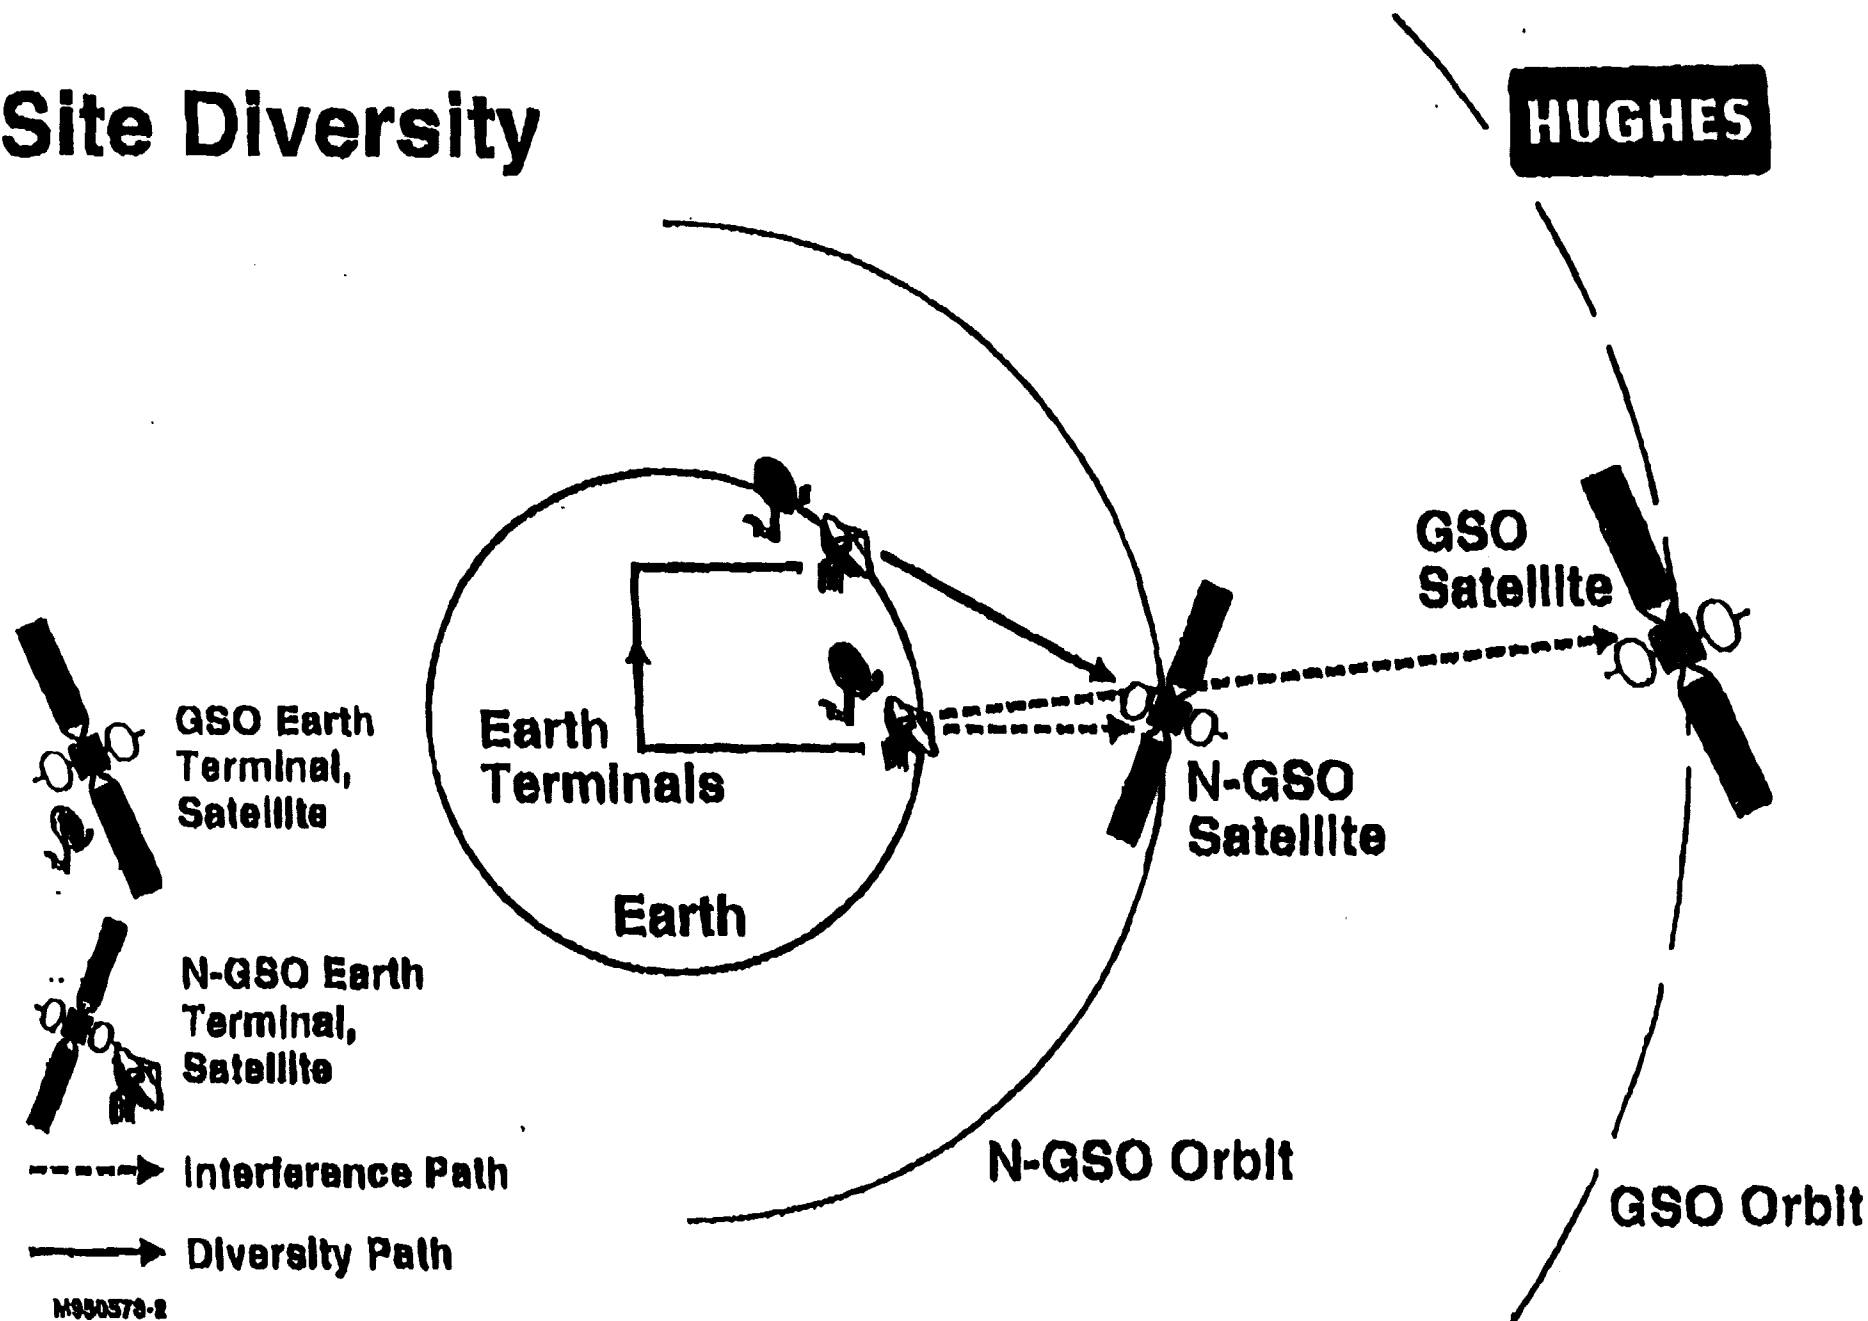 Site Diversity
HUGHES
GSO
Satellite
Earth
Terminals
N-GSO
Satellite
Earth
GSO Earth
Terminal,
Satellite
N-GSO Earth
Terminal,
Satellite
Interference Path
Diversity Path
N-GSO Orbit
GSO Orbit